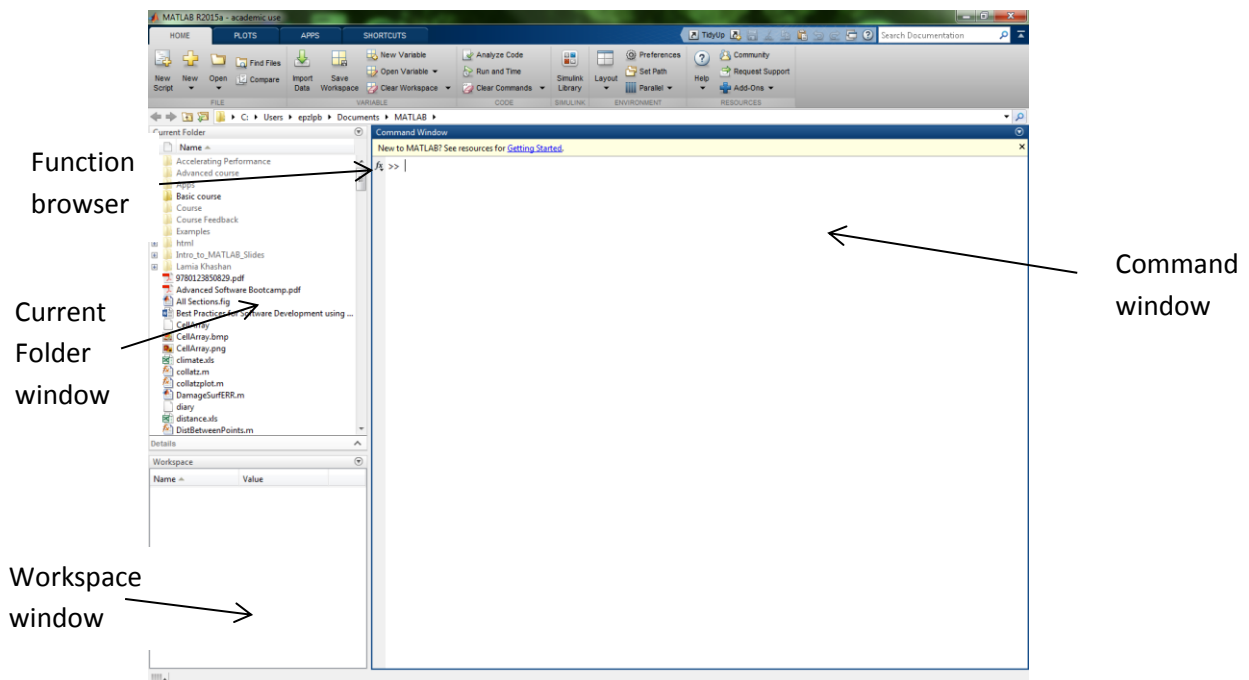 MATLAB R2015a - academic use
HOME PLOTS APPS SHORTCUTS TidyUp Search Documentation
New Script
New
Open
Find Files
Compare
Import Data
Save Workspace
New Variable
Open Variable
Clear Workspace
Analyze Code
Run and Time
Clear Commands
Simulink Library
Layout
Preferences
Set Path
Parallel
Help
Community
Request Support
Add-Ons
FILE VARIABLE CODE SIMULINK ENVIRONMENT RESOURCES
C: Users epzlpb Documents MATLAB
Current Folder
Name
Accelerating Performance
Advanced course
Apps
Basic course
Course
Course Feedback
Examples
html
Intro_to_MATLAB_Slides
Lamia Khashan
9780123850829.pdf
Advanced Software Bootcamp.pdf
All Sections.fig
Best Practices for Software Development using ...
CellArray
CellArray.bmp
CellArray.png
climate.xls
collatz.m
collatzplot.m
DamageSurfERR.m
diary
distance.xls
DistBetweenPoints.m
Details
Workspace
Name Value
Command Window
New to MATLAB? See resources for Getting Started.
fx >>
Function
browser
Current
Folder
window
Workspace
window
Command
window